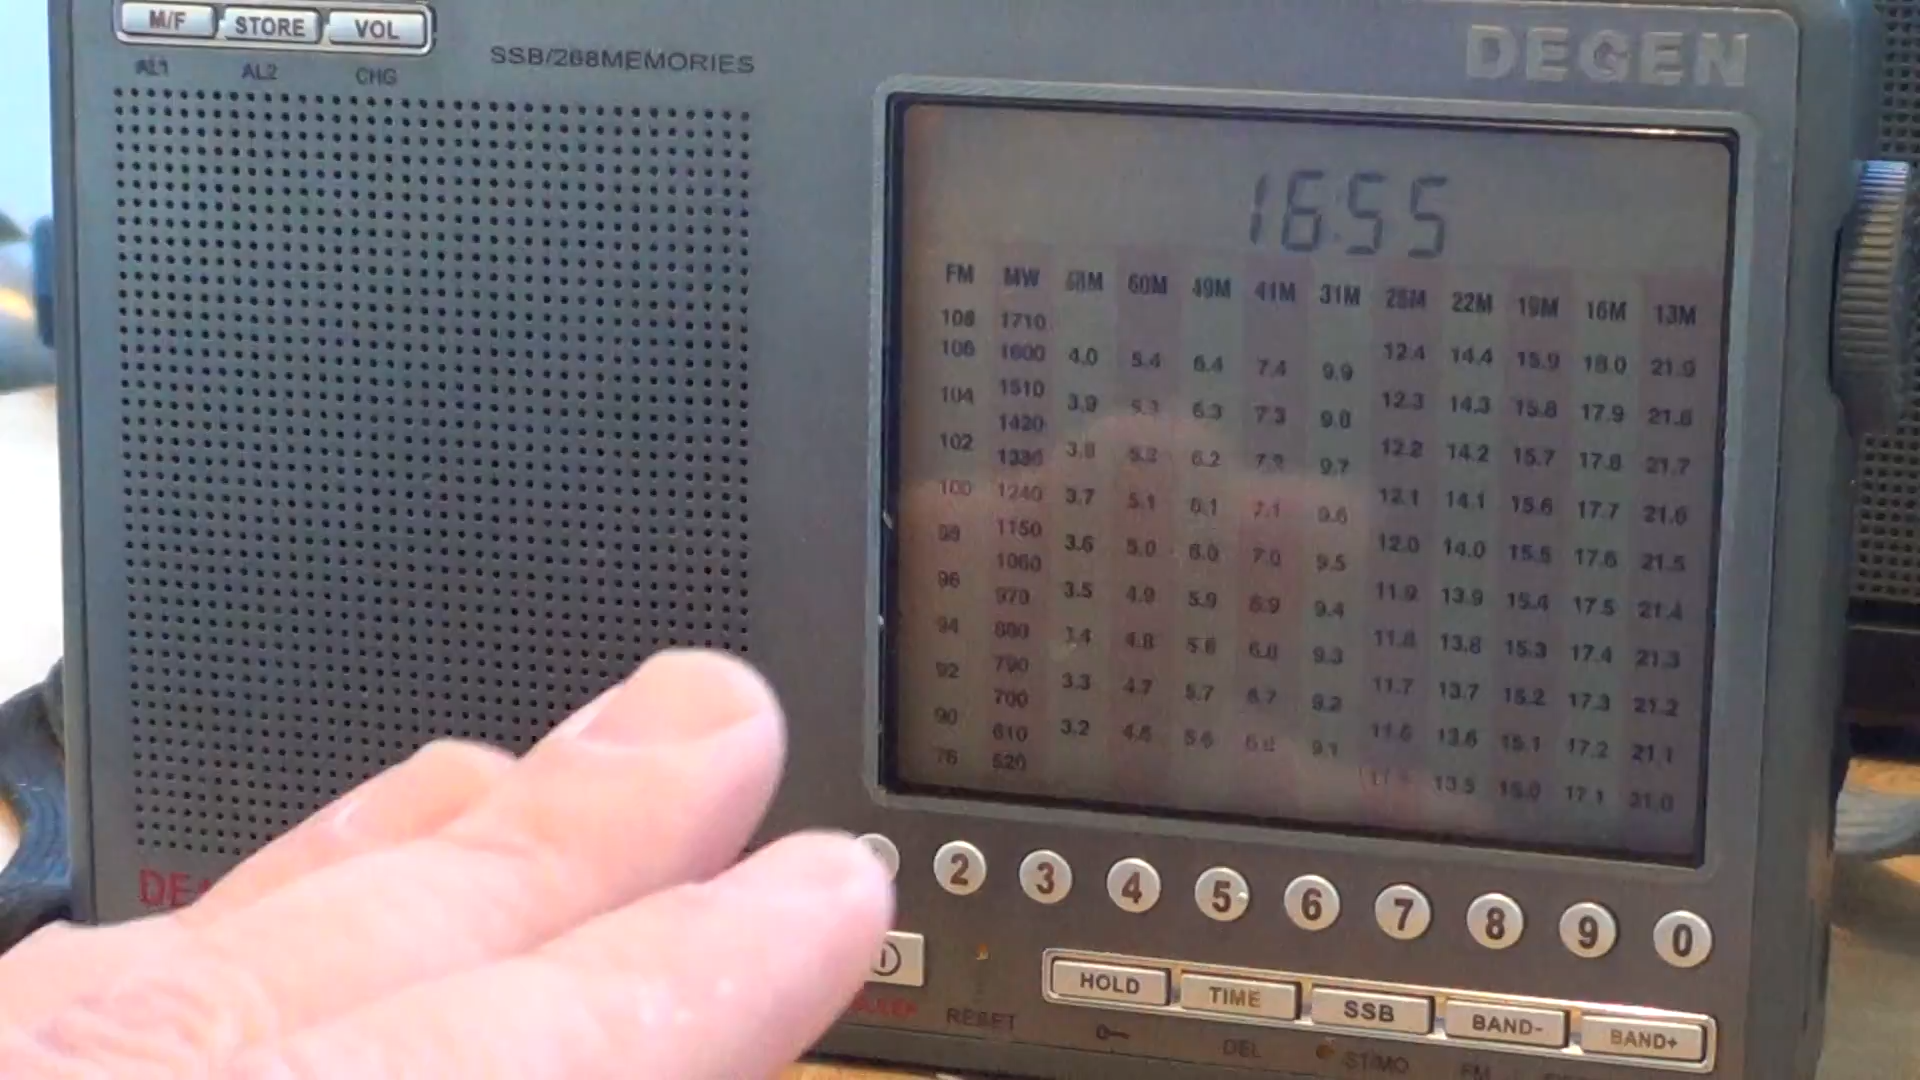 M/F STORE VOL
AL1 AL2 CHG
SSB/268MEMORIES
DEGEN
16:55
FM MW 60M 49M 41M 31M 25M 22M 19M 16M 13M
108 1710
106 1600 4.0 5.4 6.4 7.4 9.9 12.4 14.4 15.9 18.0 21.9
104 1510 3.9 5.3 6.3 7.3 9.8 12.3 14.3 15.8 17.9 21.8
1420
102 1330 3.8 5.2 6.2 7.2 9.7 12.2 14.2 15.7 17.8 21.7
100 1240 3.7 5.1 6.1 7.1 9.6 12.1 14.1 15.6 17.7 21.6
98 1150 3.6 5.0 6.0 7.0 9.5 12.0 14.0 15.5 17.6 21.5
1060
96 970 3.5 4.9 5.9 6.9 9.4 11.9 13.9 15.4 17.5 21.4
94 880 3.4 4.8 5.8 6.8 9.3 11.8 13.8 15.3 17.4 21.3
92 790 3.3 4.7 5.7 6.7 9.2 11.7 13.7 15.2 17.3 21.2
700
90 610 3.2 4.6 5.6 6.6 9.1 11.6 13.6 15.1 17.2 21.1
76 520 13.5 15.0 17.1 21.0
2 3 4 5 6 7 8 9 0
HOLD TIME SSB BAND- BAND+
RESET DEL ST/MO FM